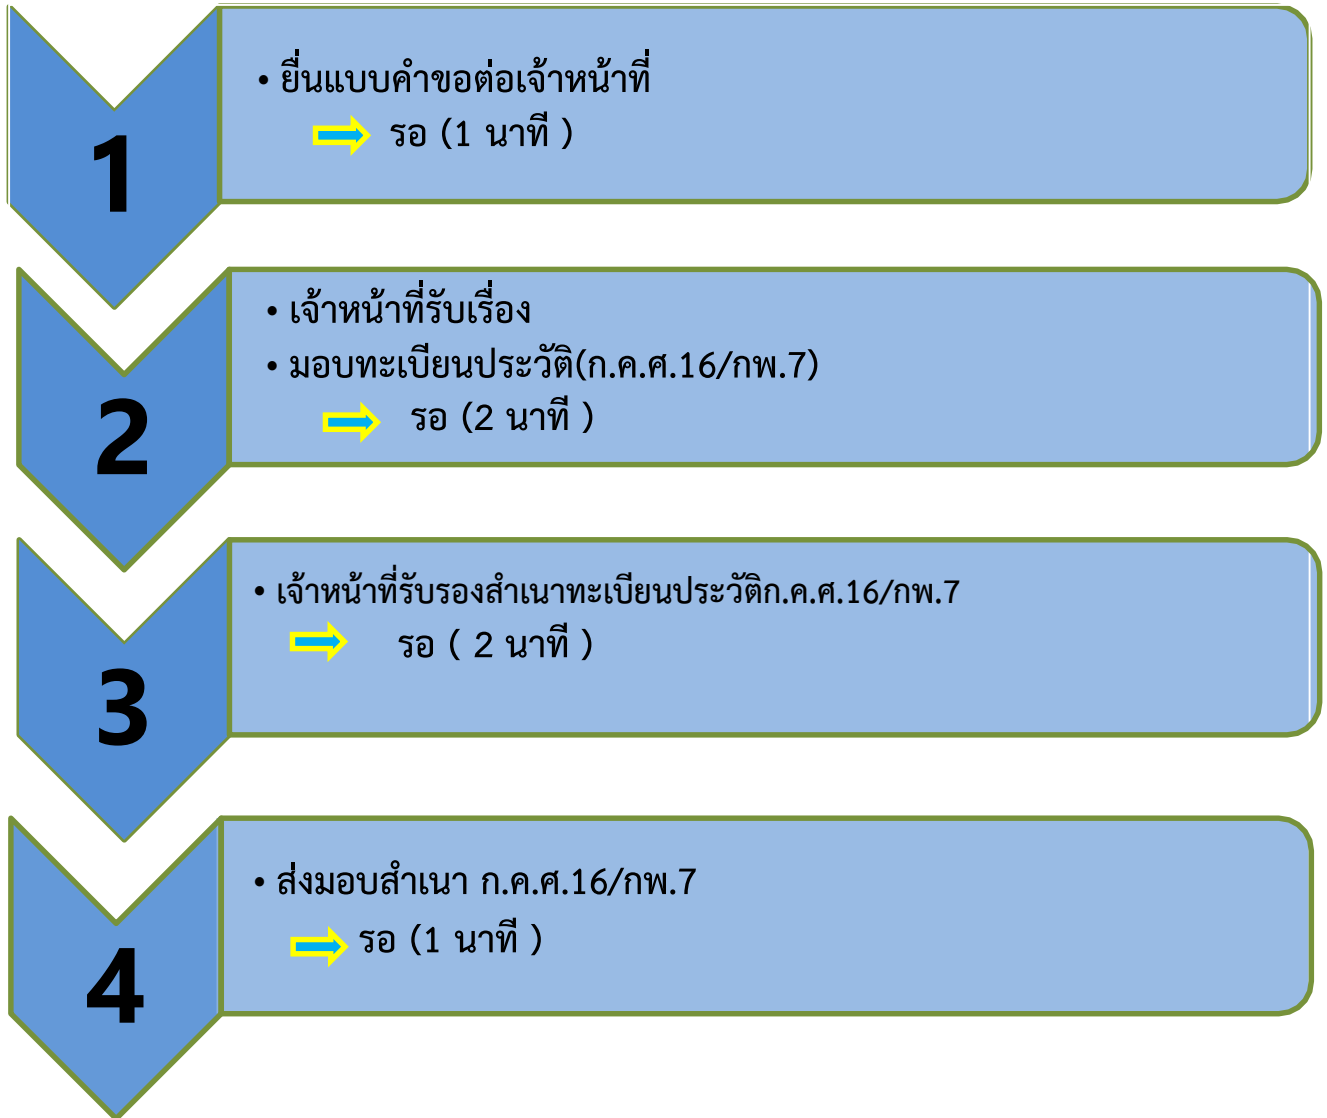 1
• ยื่นแบบคำขอต่อเจ้าหน้าที่
รอ (1 นาที )
2
• เจ้าหน้าที่รับเรื่อง
• มอบทะเบียนประวัติ(ก.ค.ศ.16/กพ.7)
รอ (2 นาที )
3
• เจ้าหน้าที่รับรองสำเนาทะเบียนประวัติก.ค.ศ.16/กพ.7
รอ ( 2 นาที )
4
• ส่งมอบสำเนา ก.ค.ศ.16/กพ.7
รอ (1 นาที )